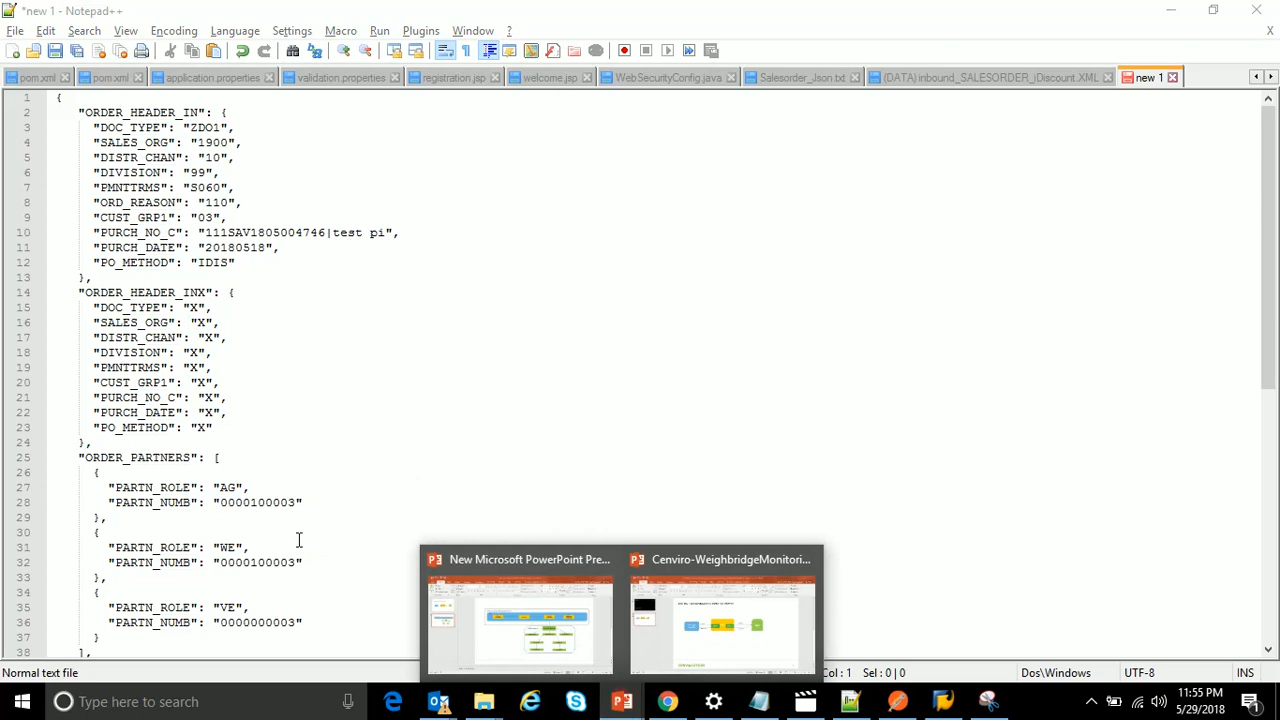 *new 1 - Notepad++
File Edit Search View Encoding Language Settings Macro Run Plugins Window ? X
pom.xml pom.xml application.properties validation.properties registration.jsp welcome.jsp WebSecurityConfig.java Salesorder_Json.txt (DATA) inbound_SALESORDER_iDiscount.XML new 1
1 {
2 "ORDER_HEADER_IN": {
3 "DOC_TYPE": "ZDO1",
4 "SALES_ORG": "1900",
5 "DISTR_CHAN": "10",
6 "DIVISION": "99",
7 "PMNTTRMS": "S060",
8 "ORD_REASON": "110",
9 "CUST_GRP1": "03",
10 "PURCH_NO_C": "111SAV1805004746|test pi",
11 "PURCH_DATE": "20180518",
12 "PO_METHOD": "IDIS"
13 },
14 "ORDER_HEADER_INX": {
15 "DOC_TYPE": "X",
16 "SALES_ORG": "X",
17 "DISTR_CHAN": "X",
18 "DIVISION": "X",
19 "PMNTTRMS": "X",
20 "CUST_GRP1": "X",
21 "PURCH_NO_C": "X",
22 "PURCH_DATE": "X",
23 "PO_METHOD": "X"
24 },
25 "ORDER_PARTNERS": [
26 {
27 "PARTN_ROLE": "AG",
28 "PARTN_NUMB": "0000100003"
29 },
30 {
31 "PARTN_ROLE": "WE",
32 "PARTN_NUMB": "0000100003"
33 },
34 {
35 "PARTN_ROLE": "VE",
36 "PARTN_NUMB": "0000000008"
37 }
38 ],
New Microsoft PowerPoint Pre... Cenviro-WeighbridgeMonitori...
Normal text file Col : 1 Sel : 0 | 0 Dos\Windows UTF-8 INS
Type here to search
11:55 PM
5/29/2018